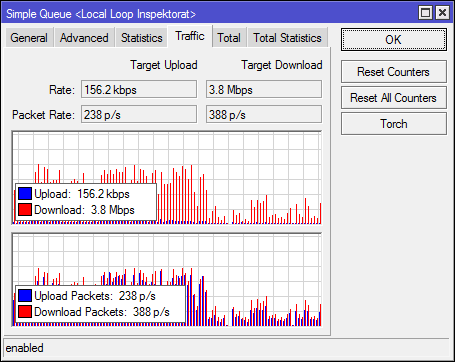 Simple Queue <Local Loop Inspektorat>
General Advanced Statistics Traffic Total Total Statistics
Target Upload Target Download
Rate: 156.2 kbps 3.8 Mbps
Packet Rate: 238 p/s 388 p/s
Upload: 156.2 kbps
Download: 3.8 Mbps
Upload Packets: 238 p/s
Download Packets: 388 p/s
OK
Reset Counters
Reset All Counters
Torch
enabled